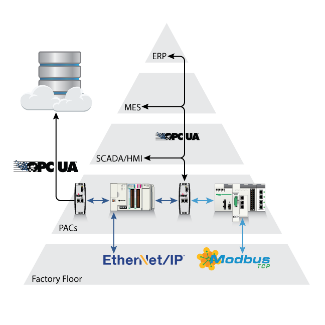 ERP
MES
OPC UA
SCADA/HMI
OPC UA
PACs
EtherNet/IP
Modbus
TCP
Factory Floor